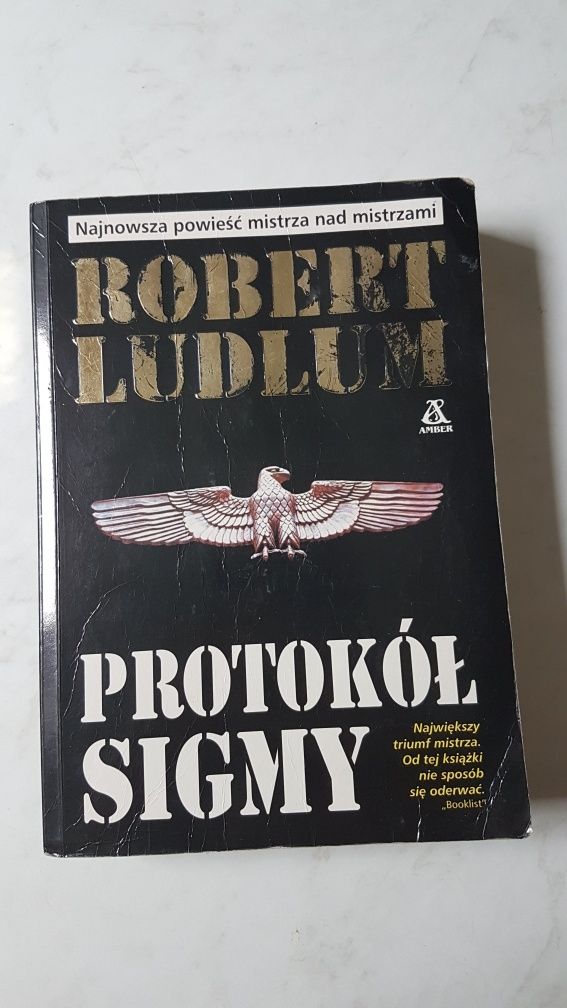 Najnowsza powieść mistrza nad mistrzami
ROBERT
LUDLUM
AMBER
PROTOKÓŁ
SIGMY
Największy
triumf mistrza.
Od tej książki
nie sposób
się oderwać.
„Booklist"